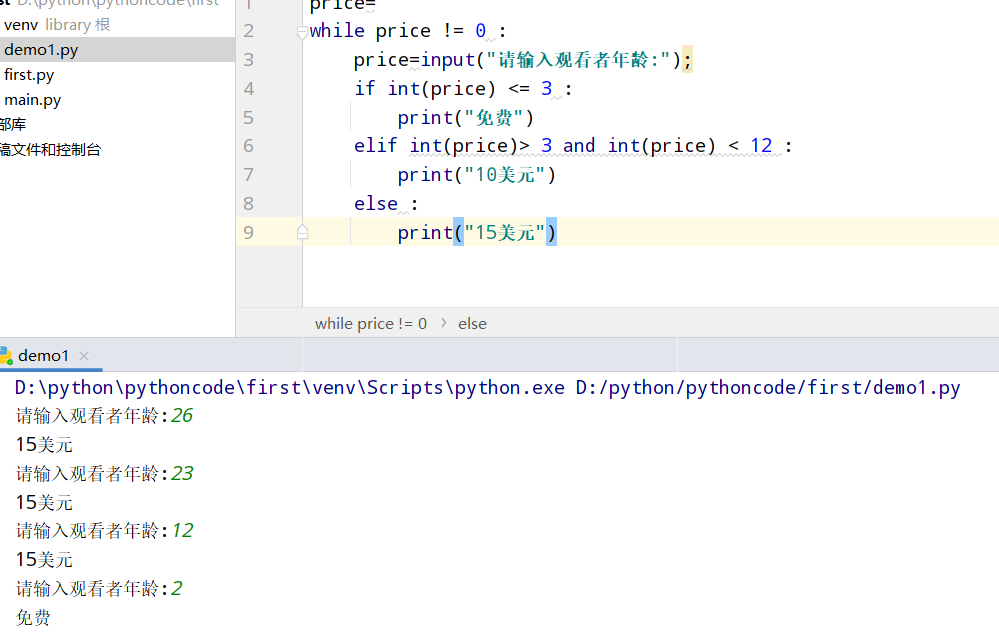 D:\python\pythoncode\first
venv library 根
demo1.py
first.py
main.py
部库
稿文件和控制台
1 price=
2 while price != 0 :
3 price=input("请输入观看者年龄:");
4 if int(price) <= 3 :
5 print("免费")
6 elif int(price)> 3 and int(price) < 12 :
7 print("10美元")
8 else :
9 print("15美元")
while price != 0 › else
demo1 ×
D:\python\pythoncode\first\venv\Scripts\python.exe D:/python/pythoncode/first/demo1.py
请输入观看者年龄:26
15美元
请输入观看者年龄:23
15美元
请输入观看者年龄:12
15美元
请输入观看者年龄:2
免费